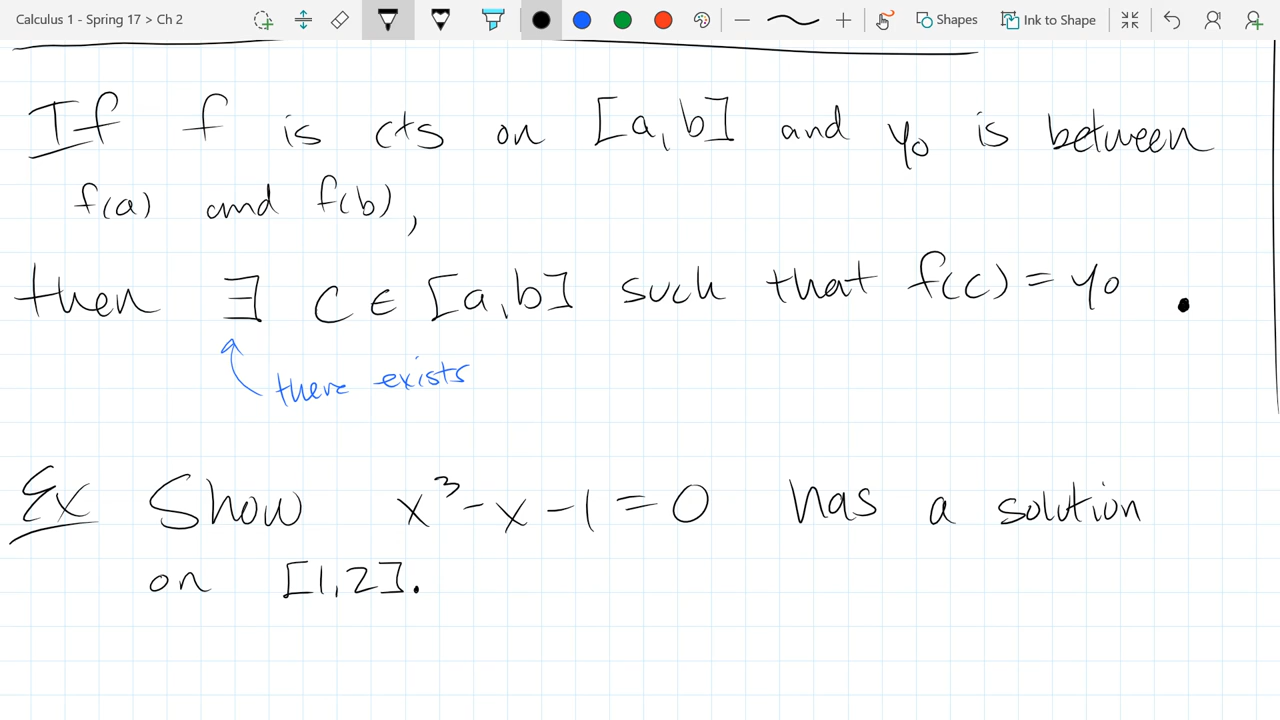 Calculus 1 - Spring 17 > Ch 2
Shapes
Ink to Shape
If f is cts on [a,b] and y₀ is between
f(a) and f(b),
then ∃ c ∈ [a,b] such that f(c) = y₀ .
there exists
Ex Show x³ - x - 1 = 0 has a solution
on [1,2].